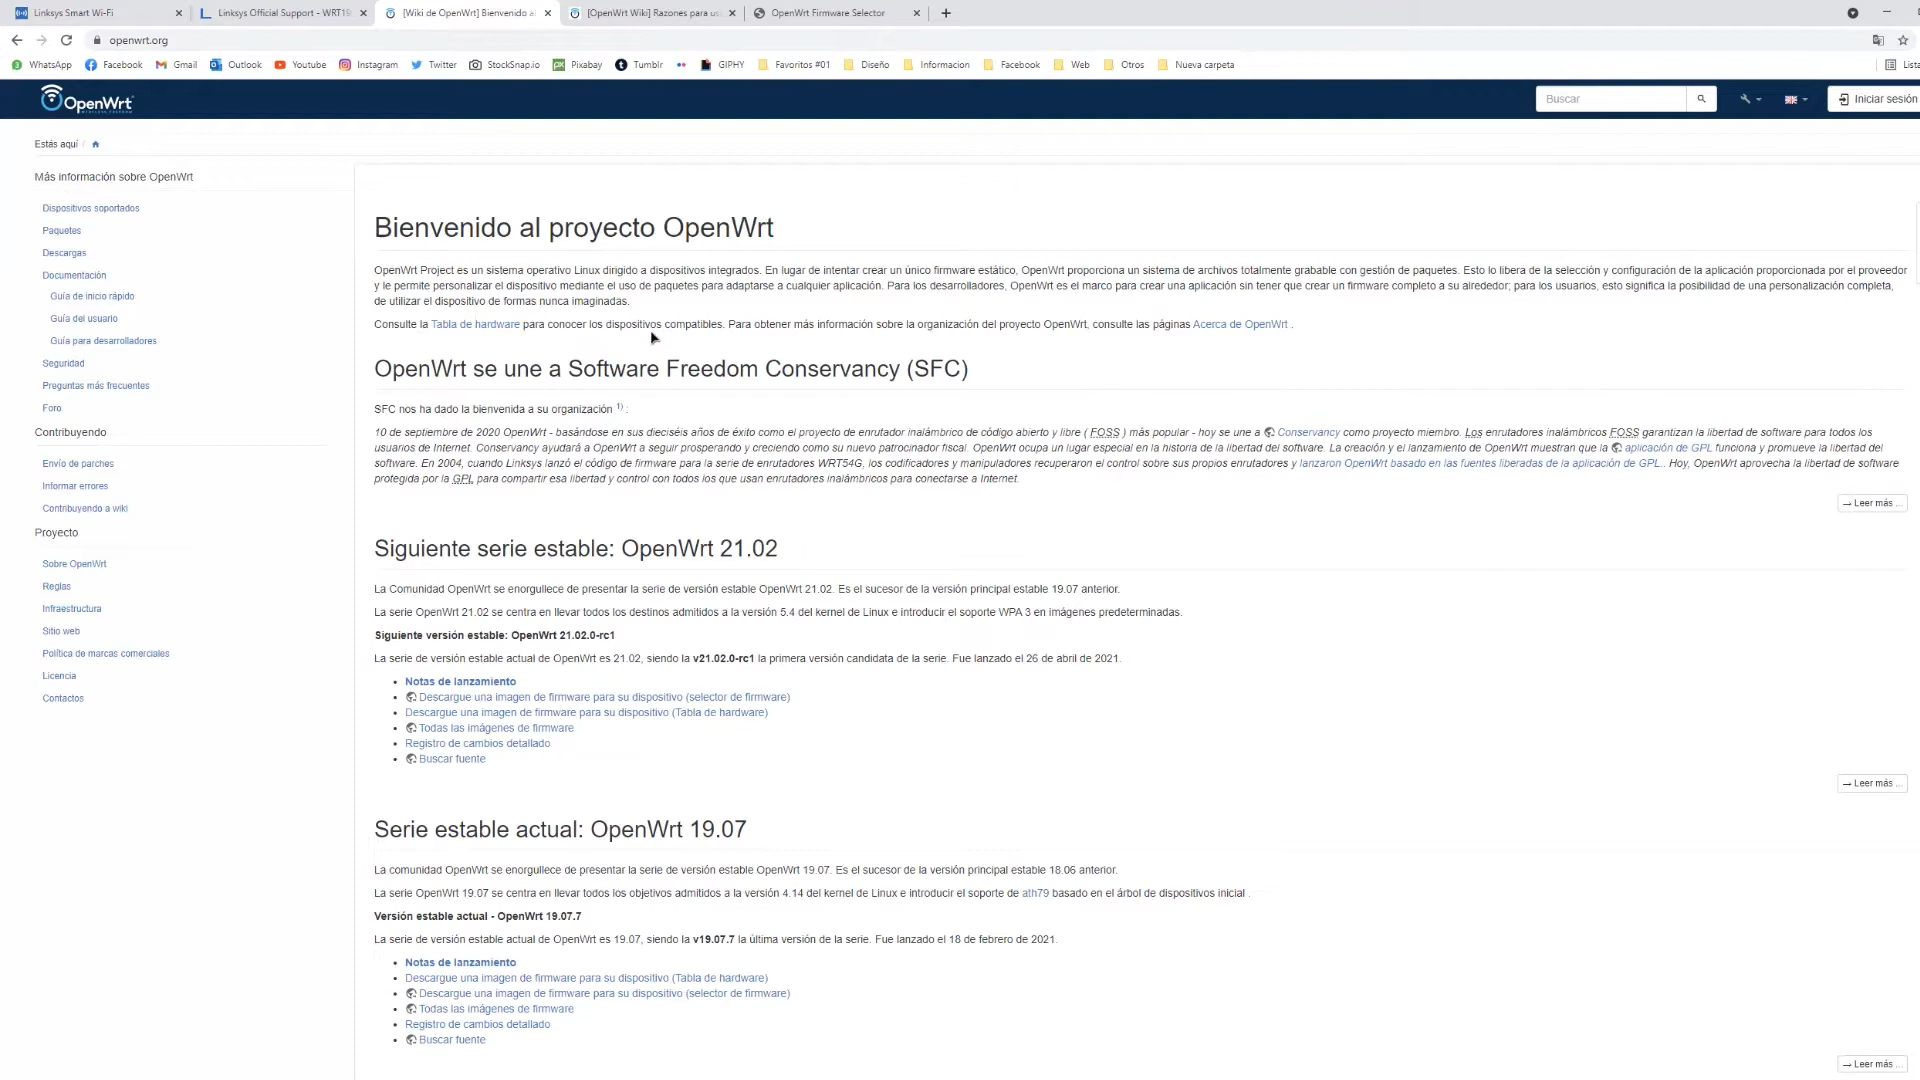 Linksys Smart Wi-Fi
Linksys Official Support - WRT19
[Wiki de OpenWrt] Bienvenido al
[OpenWrt Wiki] Razones para us
OpenWrt Firmware Selector
openwrt.org
WhatsApp Facebook Gmail Outlook Youtube Instagram Twitter StockSnap.io Pixabay Tumblr GIPHY Favoritos #01 Diseño Informacion Facebook Web Otros Nueva carpeta Lista
OpenWrt
Buscar
Iniciar sesión
Estás aquí /
Más información sobre OpenWrt
Dispositivos soportados
Paquetes
Descargas
Documentación
Guía de inicio rápido
Guía del usuario
Guía para desarrolladores
Seguridad
Preguntas más frecuentes
Foro
Contribuyendo
Envío de parches
Informar errores
Contribuyendo a wiki
Proyecto
Sobre OpenWrt
Reglas
Infraestructura
Sitio web
Política de marcas comerciales
Licencia
Contactos
Bienvenido al proyecto OpenWrt
OpenWrt Project es un sistema operativo Linux dirigido a dispositivos integrados. En lugar de intentar crear un único firmware estático, OpenWrt proporciona un sistema de archivos totalmente grabable con gestión de paquetes. Esto lo libera de la selección y configuración de la aplicación proporcionada por el proveedor
y le permite personalizar el dispositivo mediante el uso de paquetes para adaptarse a cualquier aplicación. Para los desarrolladores, OpenWrt es el marco para crear una aplicación sin tener que crear un firmware completo a su alrededor; para los usuarios, esto significa la posibilidad de una personalización completa,
de utilizar el dispositivo de formas nunca imaginadas.
Consulte la Tabla de hardware para conocer los dispositivos compatibles. Para obtener más información sobre la organización del proyecto OpenWrt, consulte las páginas Acerca de OpenWrt .
OpenWrt se une a Software Freedom Conservancy (SFC)
SFC nos ha dado la bienvenida a su organización 1) :
10 de septiembre de 2020 OpenWrt - basándose en sus dieciséis años de éxito como el proyecto de enrutador inalámbrico de código abierto y libre ( FOSS ) más popular - hoy se une a Conservancy como proyecto miembro. Los enrutadores inalámbricos FOSS garantizan la libertad de software para todos los
usuarios de Internet. Conservancy ayudará a OpenWrt a seguir prosperando y creciendo como su nuevo patrocinador fiscal. OpenWrt ocupa un lugar especial en la historia de la libertad del software. La creación y el lanzamiento de OpenWrt muestran que la aplicación de GPL funciona y promueve la libertad del
software. En 2004, cuando Linksys lanzó el código de firmware para la serie de enrutadores WRT54G, los codificadores y manipuladores recuperaron el control sobre sus propios enrutadores y lanzaron OpenWrt basado en las fuentes liberadas de la aplicación de GPL.. Hoy, OpenWrt aprovecha la libertad de software
protegida por la GPL para compartir esa libertad y control con todos los que usan enrutadores inalámbricos para conectarse a Internet.
→ Leer más ...
Siguiente serie estable: OpenWrt 21.02
La Comunidad OpenWrt se enorgullece de presentar la serie de versión estable OpenWrt 21.02. Es el sucesor de la versión principal estable 19.07 anterior.
La serie OpenWrt 21.02 se centra en llevar todos los destinos admitidos a la versión 5.4 del kernel de Linux e introducir el soporte WPA 3 en imágenes predeterminadas.
Siguiente versión estable: OpenWrt 21.02.0-rc1
La serie de versión estable actual de OpenWrt es 21.02, siendo la v21.02.0-rc1 la primera versión candidata de la serie. Fue lanzado el 26 de abril de 2021.
• Notas de lanzamiento
• Descargue una imagen de firmware para su dispositivo (selector de firmware)
• Descargue una imagen de firmware para su dispositivo (Tabla de hardware)
• Todas las imágenes de firmware
• Registro de cambios detallado
• Buscar fuente
→ Leer más ...
Serie estable actual: OpenWrt 19.07
La comunidad OpenWrt se enorgullece de presentar la serie de versión estable OpenWrt 19.07. Es el sucesor de la versión principal estable 18.06 anterior.
La serie OpenWrt 19.07 se centra en llevar todos los objetivos admitidos a la versión 4.14 del kernel de Linux e introducir el soporte de ath79 basado en el árbol de dispositivos inicial .
Versión estable actual - OpenWrt 19.07.7
La serie de versión estable actual de OpenWrt es 19.07, siendo la v19.07.7 la última versión de la serie. Fue lanzado el 18 de febrero de 2021.
• Notas de lanzamiento
• Descargue una imagen de firmware para su dispositivo (Tabla de hardware)
• Descargue una imagen de firmware para su dispositivo (selector de firmware)
• Todas las imágenes de firmware
• Registro de cambios detallado
• Buscar fuente
→ Leer más ...